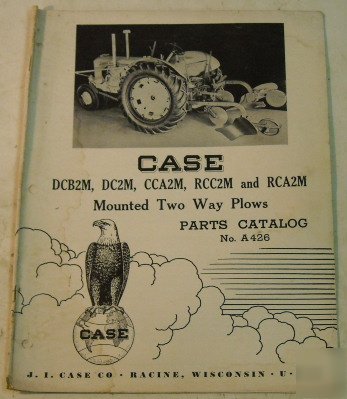 CASE
DCB2M, DC2M, CCA2M, RCC2M and RCA2M
Mounted Two Way Plows
PARTS CATALOG
No. A426
CASE
J. I. CASE CO · RACINE, WISCONSIN · U ·